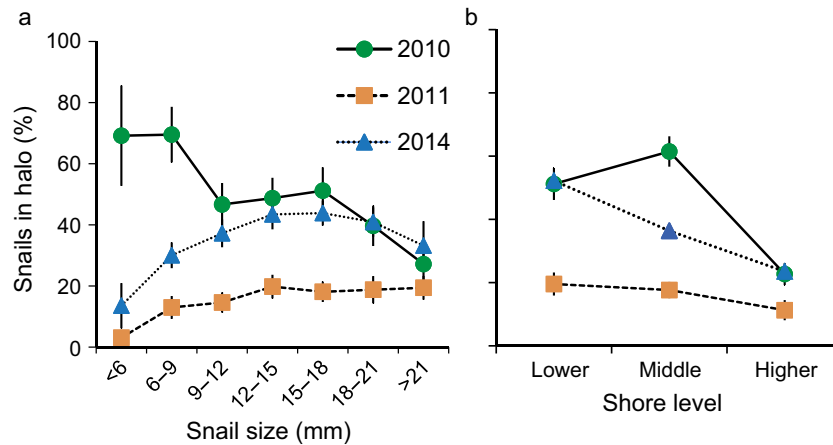 a
b
100
80
60
40
20
0
Snails in halo (%)
2010
2011
2014
<6
6–9
9–12
12–15
15–18
18–21
>21
Snail size (mm)
Lower
Middle
Higher
Shore level